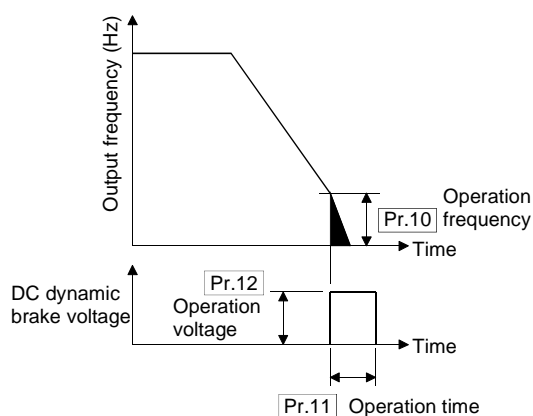 Output frequency (Hz)
Operation
Pr.10 frequency
Time
Pr.12
Operation
voltage
DC dynamic
brake voltage
Time
Pr.11 Operation time